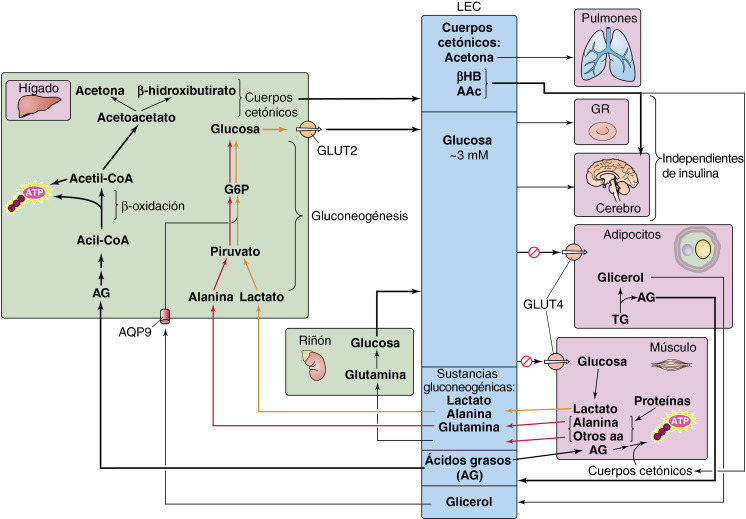 LEC
Cuerpos
cetónicos:
Acetona
βHB
AAc
Pulmones
Hígado
Acetona
β-hidroxibutirato
Cuerpos
cetónicos
Acetoacetato
Glucosa
GLUT2
Glucosa
~3 mM
GR
Cerebro
Independientes
de insulina
Acetil-CoA
ATP
β-oxidación
G6P
Gluconeogénesis
Acil-CoA
Piruvato
AG
Alanina
Lactato
AQP9
Adipocitos
Glicerol
AG
TG
GLUT4
Riñón
Glucosa
Glutamina
Músculo
Glucosa
Sustancias
gluconeogénicas:
Lactato
Alanina
Glutamina
Lactato
Alanina
Otros aa
AG
Proteínas
ATP
Cuerpos cetónicos
Ácidos grasos
(AG)
Glicerol